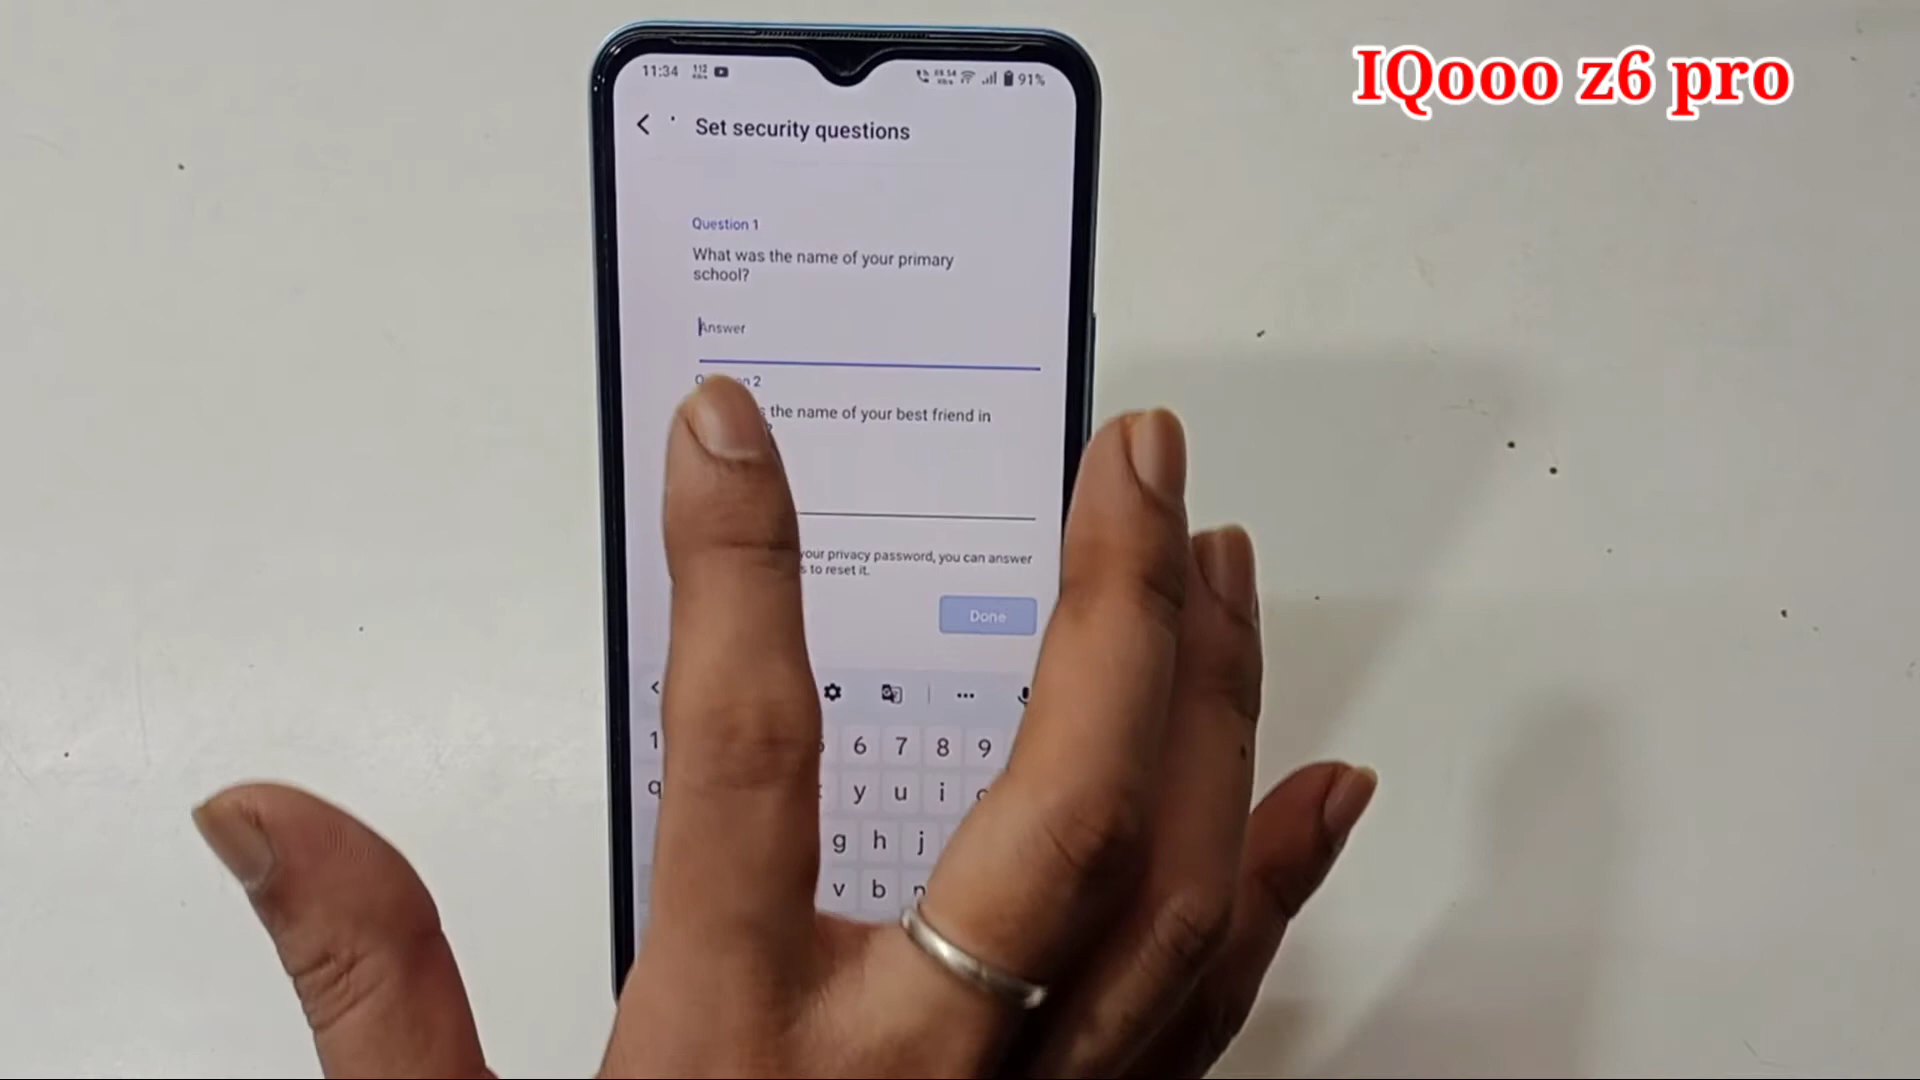 IQooo z6 pro
11:34
91%
Set security questions
Question 1
What was the name of your primary
school?
Answer
2
the name of your best friend in
?
your privacy password, you can answer
to reset it.
Done
1 6 7 8 9
q y u i
g h j
v b n